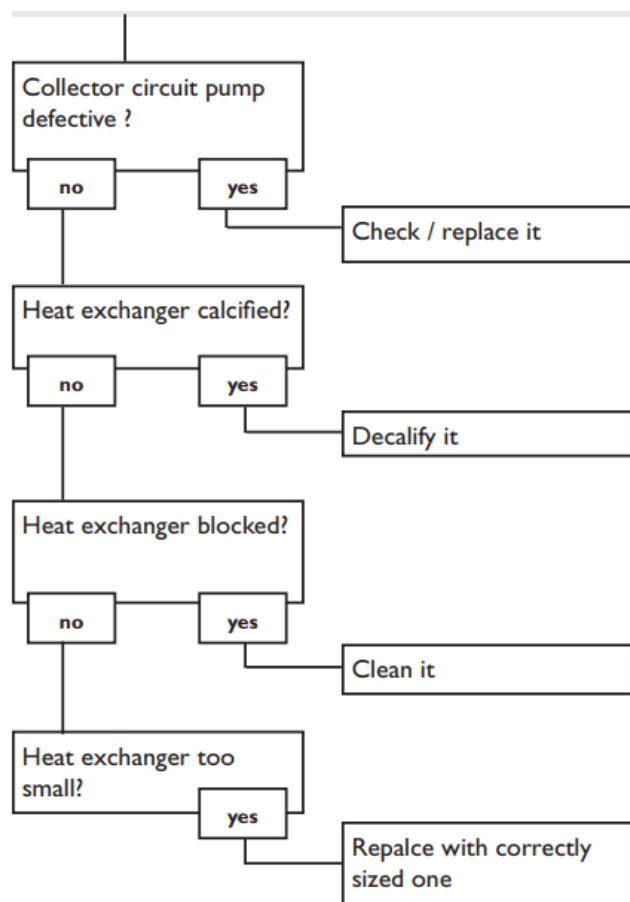 Collector circuit pump
defective ?
no
yes
Check / replace it
Heat exchanger calcified?
no
yes
Decalify it
Heat exchanger blocked?
no
yes
Clean it
Heat exchanger too
small?
yes
Repalce with correctly
sized one